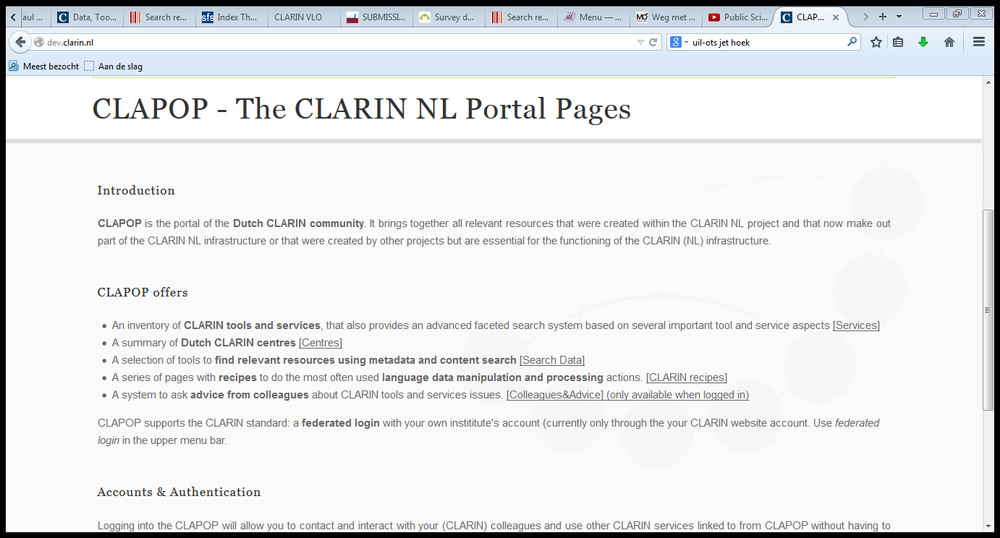 aul ...
Data, Too...
Search re...
sfs Index Th...
CLARIN VLO
SUBMISSI...
Survey d...
Search re...
Menu — ...
MO Weg met ...
Public Sci...
C CLAP...
dev.clarin.nl
8 uil-ots jet hoek
Meest bezocht Aan de slag
CLAPOP - The CLARIN NL Portal Pages
Introduction
CLAPOP is the portal of the Dutch CLARIN community. It brings together all relevant resources that were created within the CLARIN NL project and that now make out
part of the CLARIN NL infrastructure or that were created by other projects but are essential for the functioning of the CLARIN (NL) infrastructure.
CLAPOP offers
• An inventory of CLARIN tools and services, that also provides an advanced faceted search system based on several important tool and service aspects [Services]
• A summary of Dutch CLARIN centres [Centres]
• A selection of tools to find relevant resources using metadata and content search [Search Data]
• A series of pages with recipes to do the most often used language data manipulation and processing actions. [CLARIN recipes]
• A system to ask advice from colleagues about CLARIN tools and services issues. [Colleagues&Advice] (only available when logged in)
CLAPOP supports the CLARIN standard: a federated login with your own instititute's account (currently only through the your CLARIN website account. Use federated
login in the upper menu bar.
Accounts & Authentication
Logging into the CLAPOP will allow you to contact and interact with your (CLARIN) colleagues and use other CLARIN services linked to from CLAPOP without having to